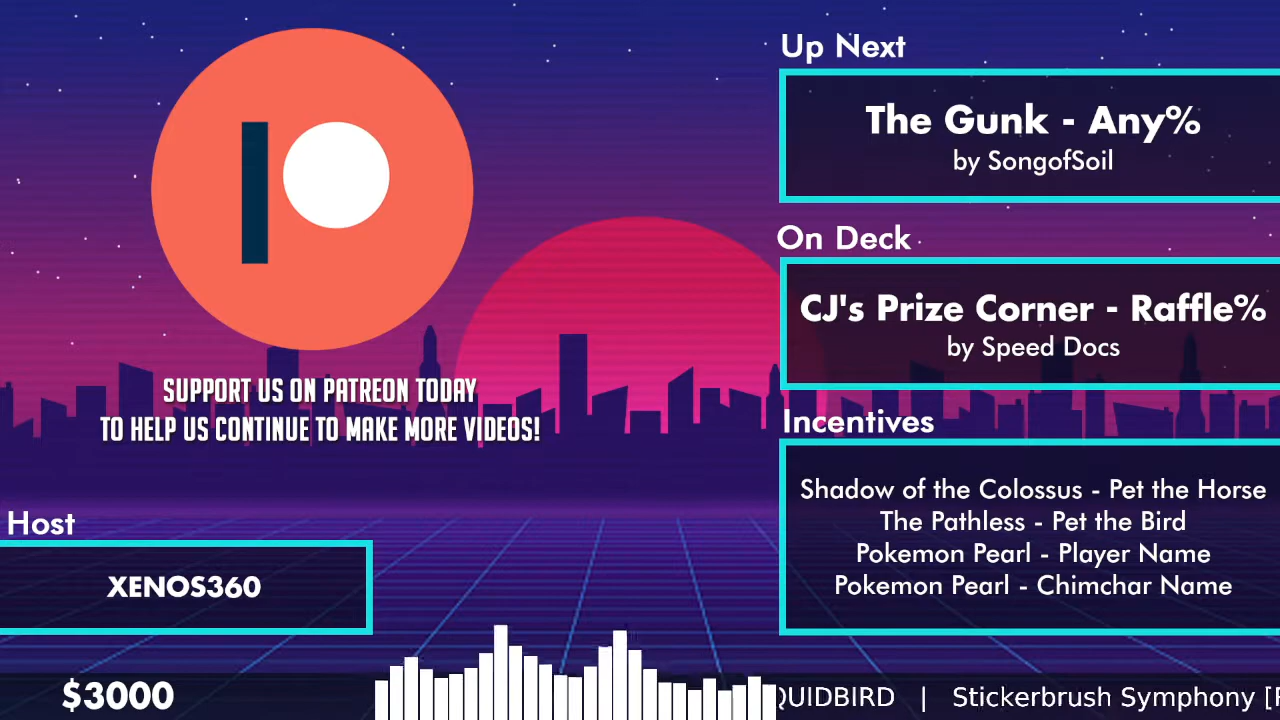 Up Next
The Gunk - Any%
by SongofSoil
On Deck
CJ's Prize Corner - Raffle%
by Speed Docs
SUPPORT US ON PATREON TODAY
TO HELP US CONTINUE TO MAKE MORE VIDEOS!
Incentives
Shadow of the Colossus - Pet the Horse
The Pathless - Pet the Bird
Pokemon Pearl - Player Name
Pokemon Pearl - Chimchar Name
Host
XENOS360
$3000
QUIDBIRD | Stickerbrush Symphony [